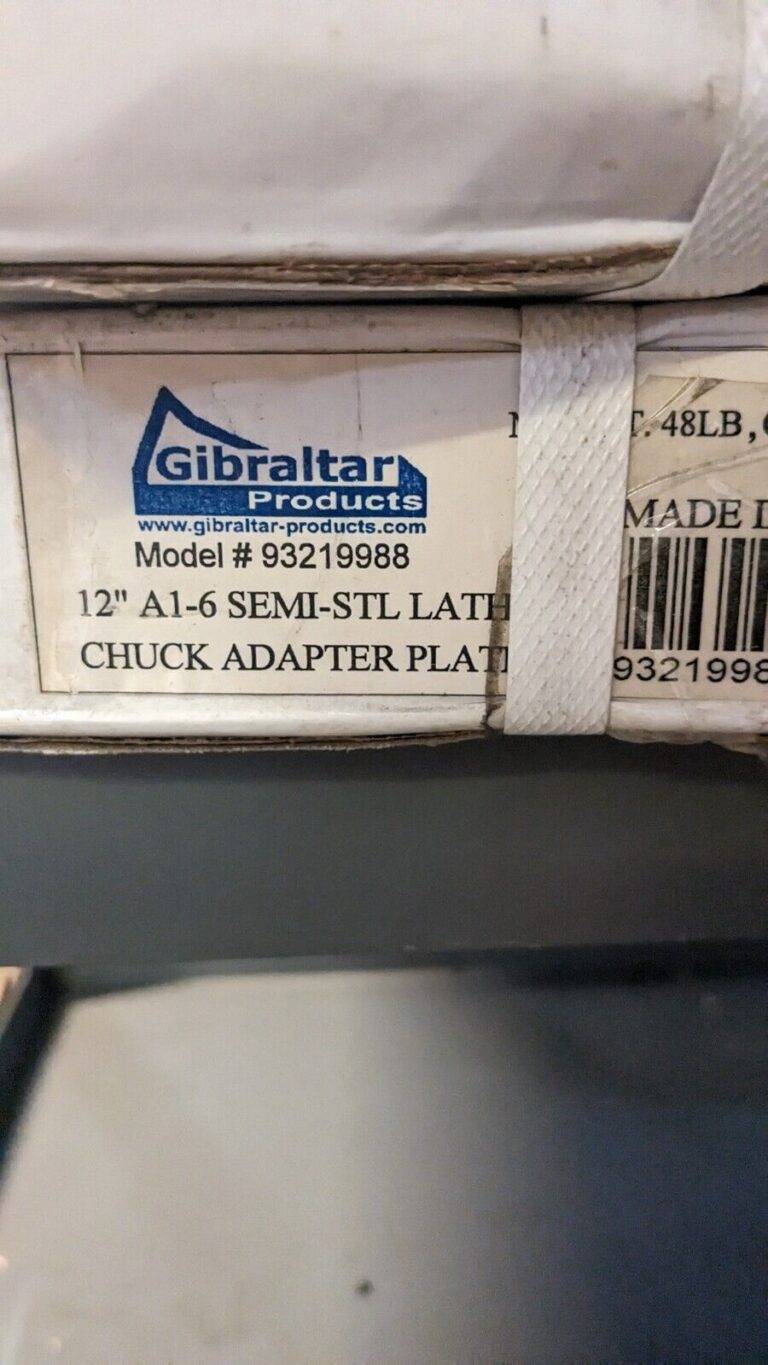 Gibraltar
Products
www.gibraltar-products.com
Model # 93219988
12" A1-6 SEMI-STL LATH
CHUCK ADAPTER PLAT
T. 48LB,
MADE
9321998